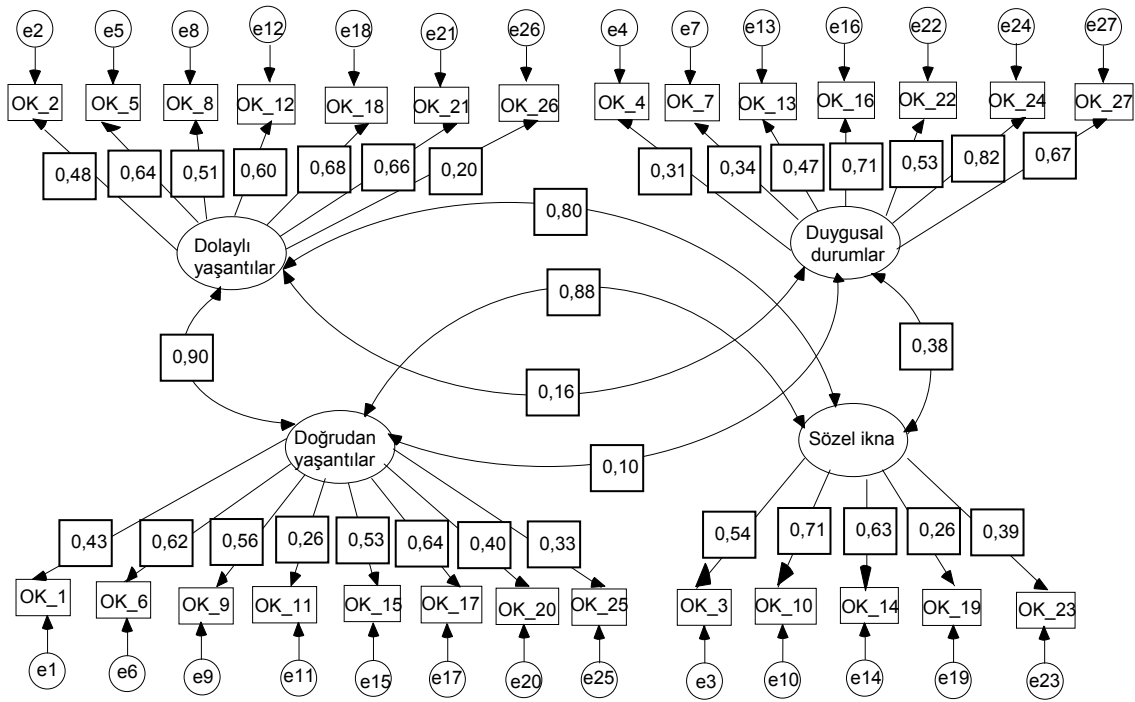 e2 e5 e8 e12 e18 e21 e26 e4 e7 e13 e16 e22 e24 e27
OK_2 OK_5 OK_8 OK_12 OK_18 OK_21 OK_26 OK_4 OK_7 OK_13 OK_16 OK_22 OK_24 OK_27
0,48 0,64 0,51 0,60 0,68 0,66 0,20 0,31 0,34 0,47 0,71 0,53 0,82 0,67
0,80
Dolaylı
yaşantılar
Duygusal
durumlar
0,88
0,90
0,38
0,16
Doğrudan
yaşantılar
Sözel ikna
0,10
0,43 0,62 0,56 0,26 0,53 0,64 0,40 0,33 0,54 0,71 0,63 0,26 0,39
OK_1 OK_6 OK_9 OK_11 OK_15 OK_17 OK_20 OK_25 OK_3 OK_10 OK_14 OK_19 OK_23
e1 e6 e9 e11 e15 e17 e20 e25 e3 e10 e14 e19 e23